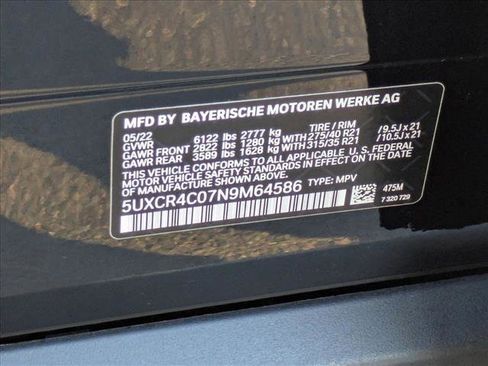 MFD BY BAYERISCHE MOTOREN WERKE AG
05/22 TIRE / RIM
GVWR 6122 lbs 2777 kg
GAWR FRONT 2822 lbs 1280 kg WITH 275/40 R21 /9.5J x 21
GAWR REAR 3589 lbs 1628 kg WITH 315/35 R21 /10.5J x 21
THIS VEHICLE CONFORMS TO ALL APPLICABLE U.S. FEDERAL
MOTOR VEHICLE SAFETY STANDARDS IN EFFECT ON THE DATE
OF MANUFACTURE SHOWN ABOVE.
5UXCR4C07N9M64586 TYPE: MPV
475M
7 320 729